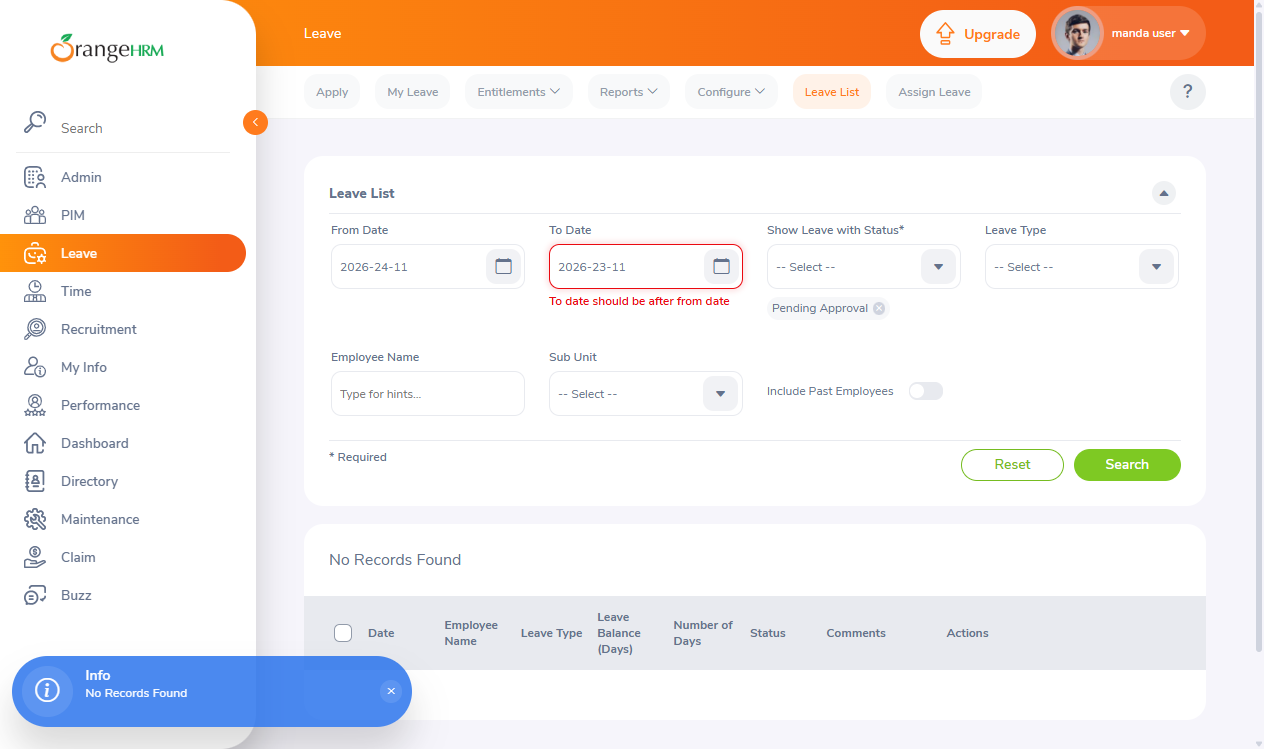 OrangeHRM
Leave
Upgrade
manda user
Search
Admin
PIM
Leave
Time
Recruitment
My Info
Performance
Dashboard
Directory
Maintenance
Claim
Buzz
Apply
My Leave
Entitlements
Reports
Configure
Leave List
Assign Leave
?
Leave List
From Date
To Date
Show Leave with Status*
Leave Type
2026-24-11
2026-23-11
-- Select --
-- Select --
To date should be after from date
Pending Approval
Employee Name
Sub Unit
Type for hints...
-- Select --
Include Past Employees
* Required
Reset
Search
No Records Found
Date
Employee
Name
Leave Type
Leave
Balance
(Days)
Number of
Days
Status
Comments
Actions
Info
No Records Found